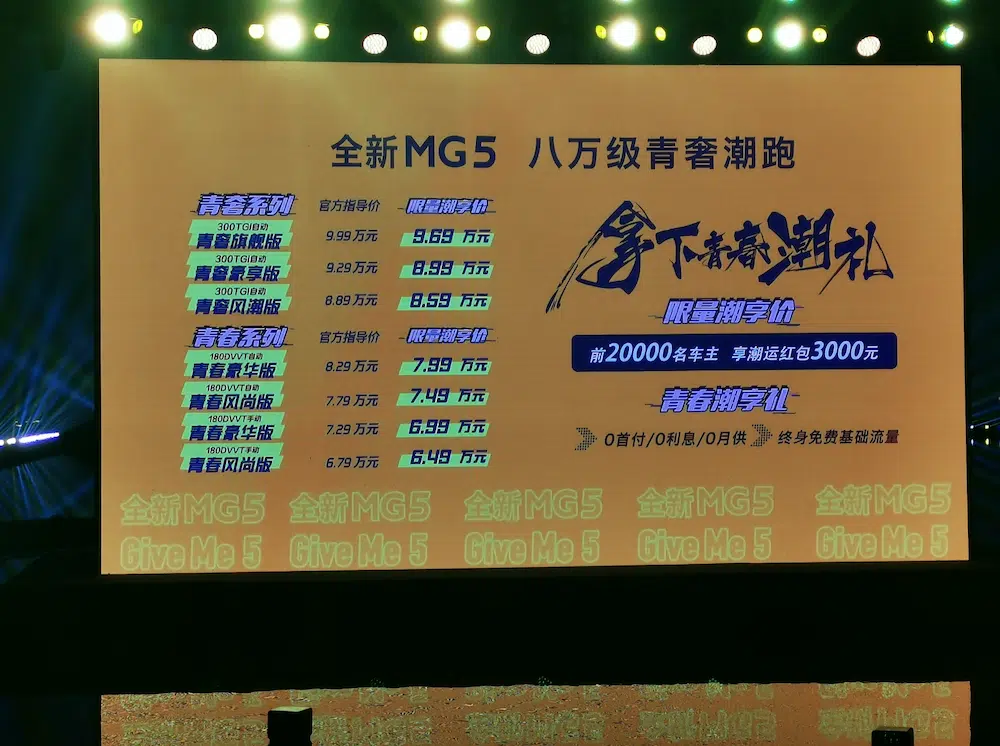 全新MG5 八万级青奢潮跑
青奢系列 官方指导价 限量潮享价
300TGI自动
青奢旗舰版 9.99万元 9.69 万元
300TGI自动
青奢豪享版 9.29万元 8.99 万元
300TGI自动
青奢风潮版 8.89万元 8.59 万元
青春系列 官方指导价 限量潮享价
180DVVT自动
青春豪华版 8.29万元 7.99 万元
180DVVT自动
青春风尚版 7.79万元 7.49 万元
180DVVT手动
青春豪华版 7.29万元 6.99 万元
180DVVT手动
青春风尚版 6.79万元 6.49 万元
拿下青春潮礼
限量潮享价
前20000名车主 享潮运红包3000元
青春潮享礼
0首付/0利息/0月供 终身免费基础流量
全新MG5 全新MG5 全新MG5 全新MG5 全新MG5
Give Me 5 Give Me 5 Give Me 5 Give Me 5 Give Me 5